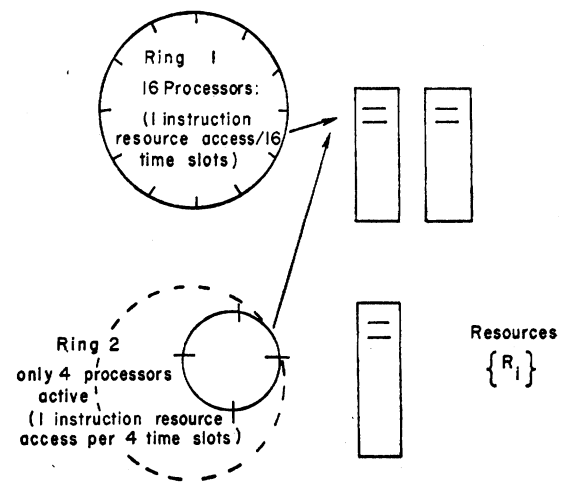 Ring 1
16 Processors:
(1 instruction
resource access/16
time slots)
Ring 2
only 4 processors
active
(1 instruction resource
access per 4 time slots)
Resources
{Ri}